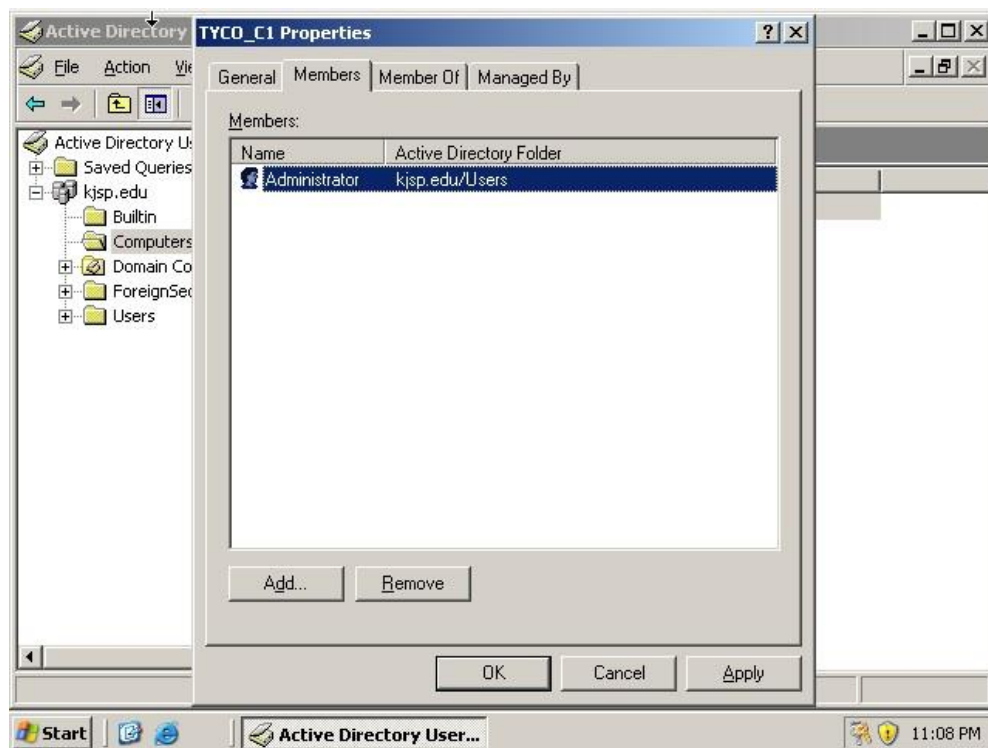 Active Directory
TYCO_C1 Properties
File Action Vie
General Members Member Of Managed By
Members:
Name Active Directory Folder
Administrator kjsp.edu/Users
Active Directory Us
Saved Queries
kjsp.edu
Builtin
Computers
Domain Co
ForeignSec
Users
Add... Remove
OK Cancel Apply
Start Active Directory User... 11:08 PM